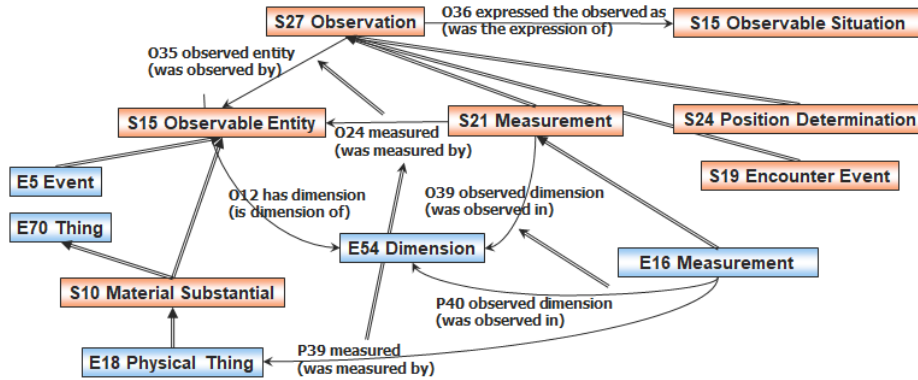 S27 Observation
O36 expressed the observed as
(was the expression of)
S15 Observable Situation
O35 observed entity
(was observed by)
S15 Observable Entity
O24 measured
(was measured by)
S21 Measurement
S24 Position Determination
S19 Encounter Event
E5 Event
O12 has dimension
(is dimension of)
O39 observed dimension
(was observed in)
E70 Thing
E54 Dimension
E16 Measurement
S10 Material Substantial
P40 observed dimension
(was observed in)
P39 measured
(was measured by)
E18 Physical Thing